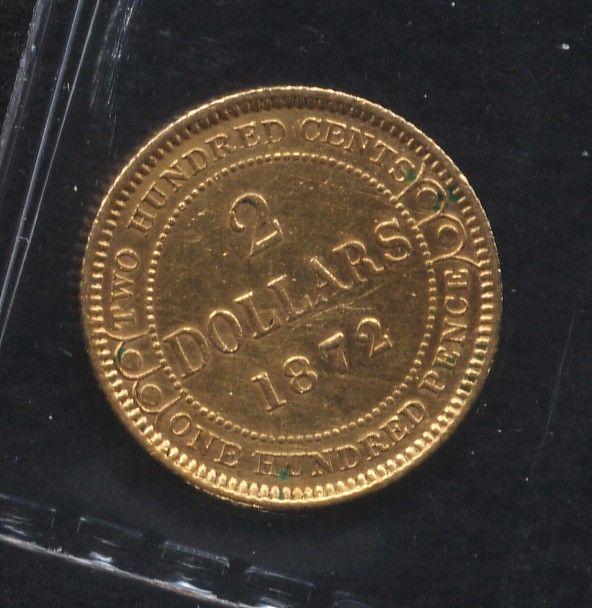 TWO HUNDRED CENTS
2
DOLLARS
1872
ONE HUNDRED PENCE